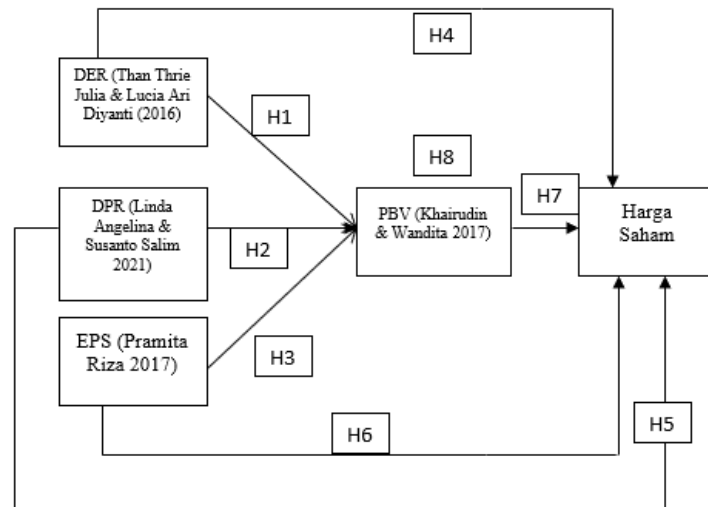 H4
DER (Than Thrie
Julia & Lucia Ari
Diyanti (2016)
H1
H8
H7
DPR (Linda
Angelina &
Susanto Salim
2021)
H2
PBV (Khairudin
& Wandita 2017)
Harga
Saham
EPS (Pramita
Riza 2017)
H3
H6
H5